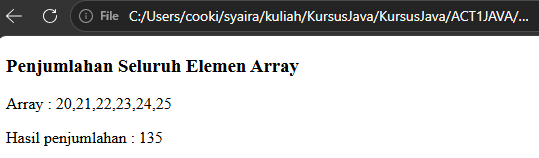 File C:/Users/cooki/syaira/kuliah/KursusJava/KursusJava/ACT1JAVA/...
Penjumlahan Seluruh Elemen Array
Array : 20,21,22,23,24,25
Hasil penjumlahan : 135